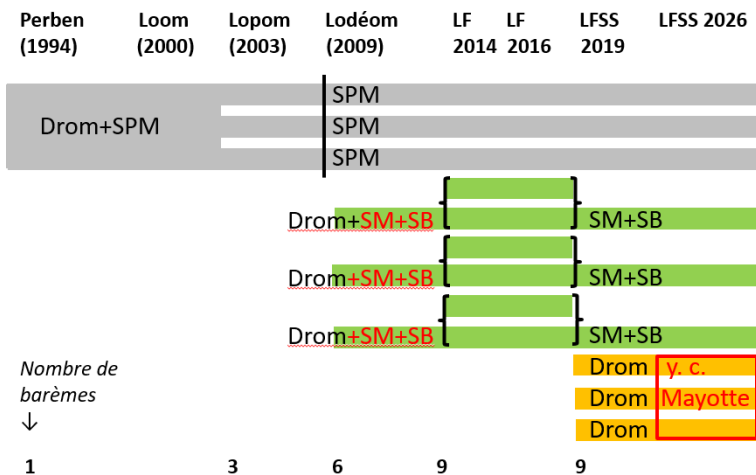 Perben Loom Lopom Lodéom LF LF LFSS LFSS 2026
(1994) (2000) (2003) (2009) 2014 2016 2019
SPM
Drom+SPM SPM
SPM
Drom+SM+SB SM+SB
Drom+SM+SB SM+SB
Drom+SM+SB SM+SB
Nombre de Drom y. c.
barèmes Drom Mayotte
↓ Drom
1 3 6 9 9